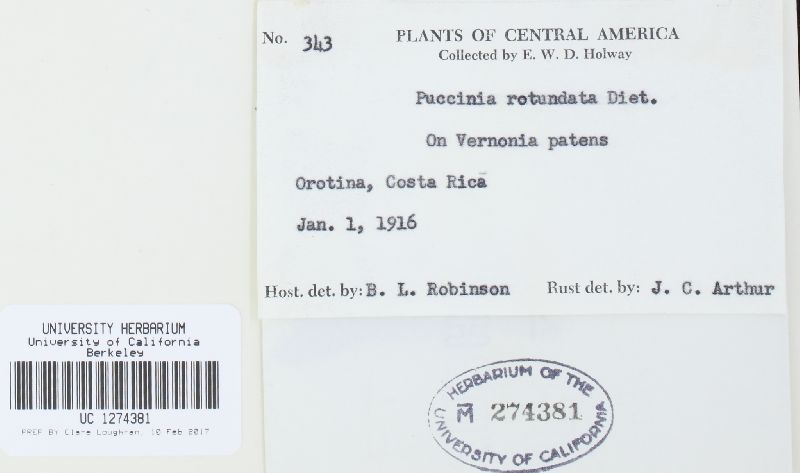 No. 343
PLANTS OF CENTRAL AMERICA
Collected by E. W. D. Holway
Puccinia rotundata Diet.
On Vernonia patens
Orotina, Costa Rica
Jan. 1, 1916
Host. det. by: B. L. Robinson Rust det. by: J. C. Arthur
UNIVERSITY HERBARIUM
University of California
Berkeley
UC 1274381
PREP BY Clare Loughran, 10 Feb 2017
HERBARIUM OF THE
M 274381
UNIVERSITY OF CALIFORNIA